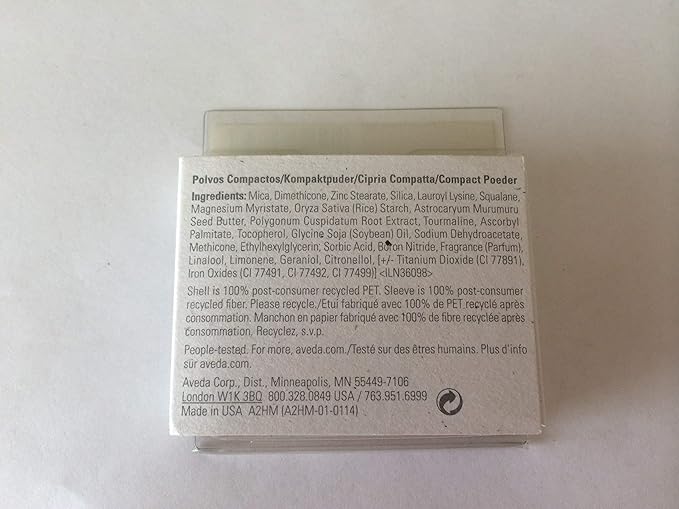 Polvos Compactos/Kompaktpuder/Cipria Compatta/Compact Poeder
Ingredients: Mica, Dimethicone, Zinc Stearate, Silica, Lauroyl Lysine, Squalane,
Magnesium Myristate, Oryza Sativa (Rice) Starch, Astrocaryum Murumuru
Seed Butter, Polygonum Cuspidatum Root Extract, Tourmaline, Ascorbyl
Palmitate, Tocopherol, Glycine Soja (Soybean) Oil, Sodium Dehydroacetate,
Methicone, Ethylhexylglycerin, Sorbic Acid, Boron Nitride, Fragrance (Parfum),
Linalool, Limonene, Geraniol, Citronellol, [+/- Titanium Dioxide (CI 77891),
Iron Oxides (CI 77491, CI 77492, CI 77499)] <ILN36098>
Shell is 100% post-consumer recycled PET. Sleeve is 100% post-consumer
recycled fiber. Please recycle./Etui fabriqué avec 100% de PET recyclé après
consommation. Manchon en papier fabriqué avec 100% de fibre recyclée après
consommation, Recyclez, s.v.p.
People-tested. For more, aveda.com./Testé sur des êtres humains. Plus d'info
sur aveda.com.
Aveda Corp., Dist., Minneapolis, MN 55449-7106
London W1K 3BQ 800.328.0849 USA / 763.951.6999
Made in USA A2HM (A2HM-01-0114)